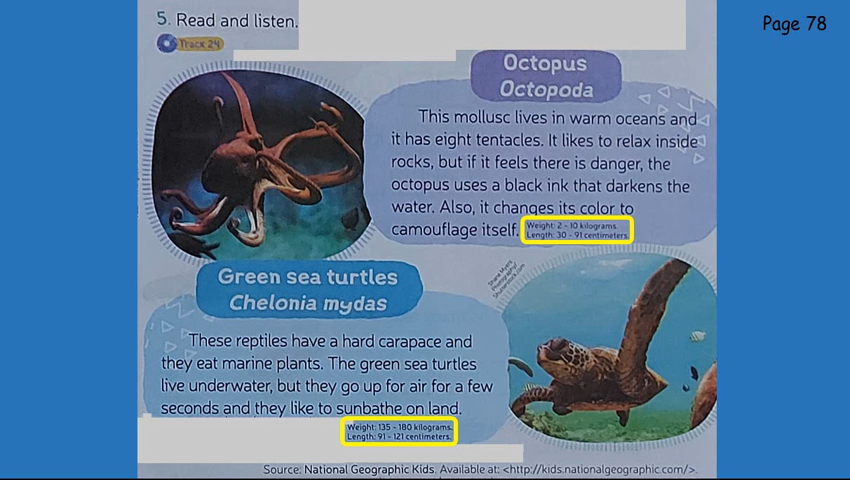 Page 78
5. Read and listen.
Track 24
Octopus
Octopoda
This mollusc lives in warm oceans and
it has eight tentacles. It likes to relax inside
rocks, but if it feels there is danger, the
octopus uses a black ink that darkens the
water. Also, it changes its color to
camouflage itself.
Weight: 2 - 10 kilograms.
Length: 30 - 91 centimeters.
Shane Myers
Photography/
Shutterstock.com
Green sea turtles
Chelonia mydas
These reptiles have a hard carapace and
they eat marine plants. The green sea turtles
live underwater, but they go up for air for a few
seconds and they like to sunbathe on land.
Weight: 135 - 180 kilograms.
Length: 91 - 121 centimeters.
Source: National Geographic Kids. Available at: <http://kids.nationalgeographic.com/>.